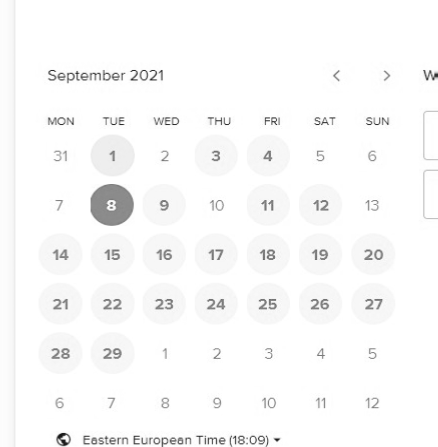 September 2021 < > W
MON TUE WED THU FRI SAT SUN
31 1 2 3 4 5 6
7 8 9 10 11 12 13
14 15 16 17 18 19 20
21 22 23 24 25 26 27
28 29 1 2 3 4 5
6 7 8 9 10 11 12
Eastern European Time (18:09)